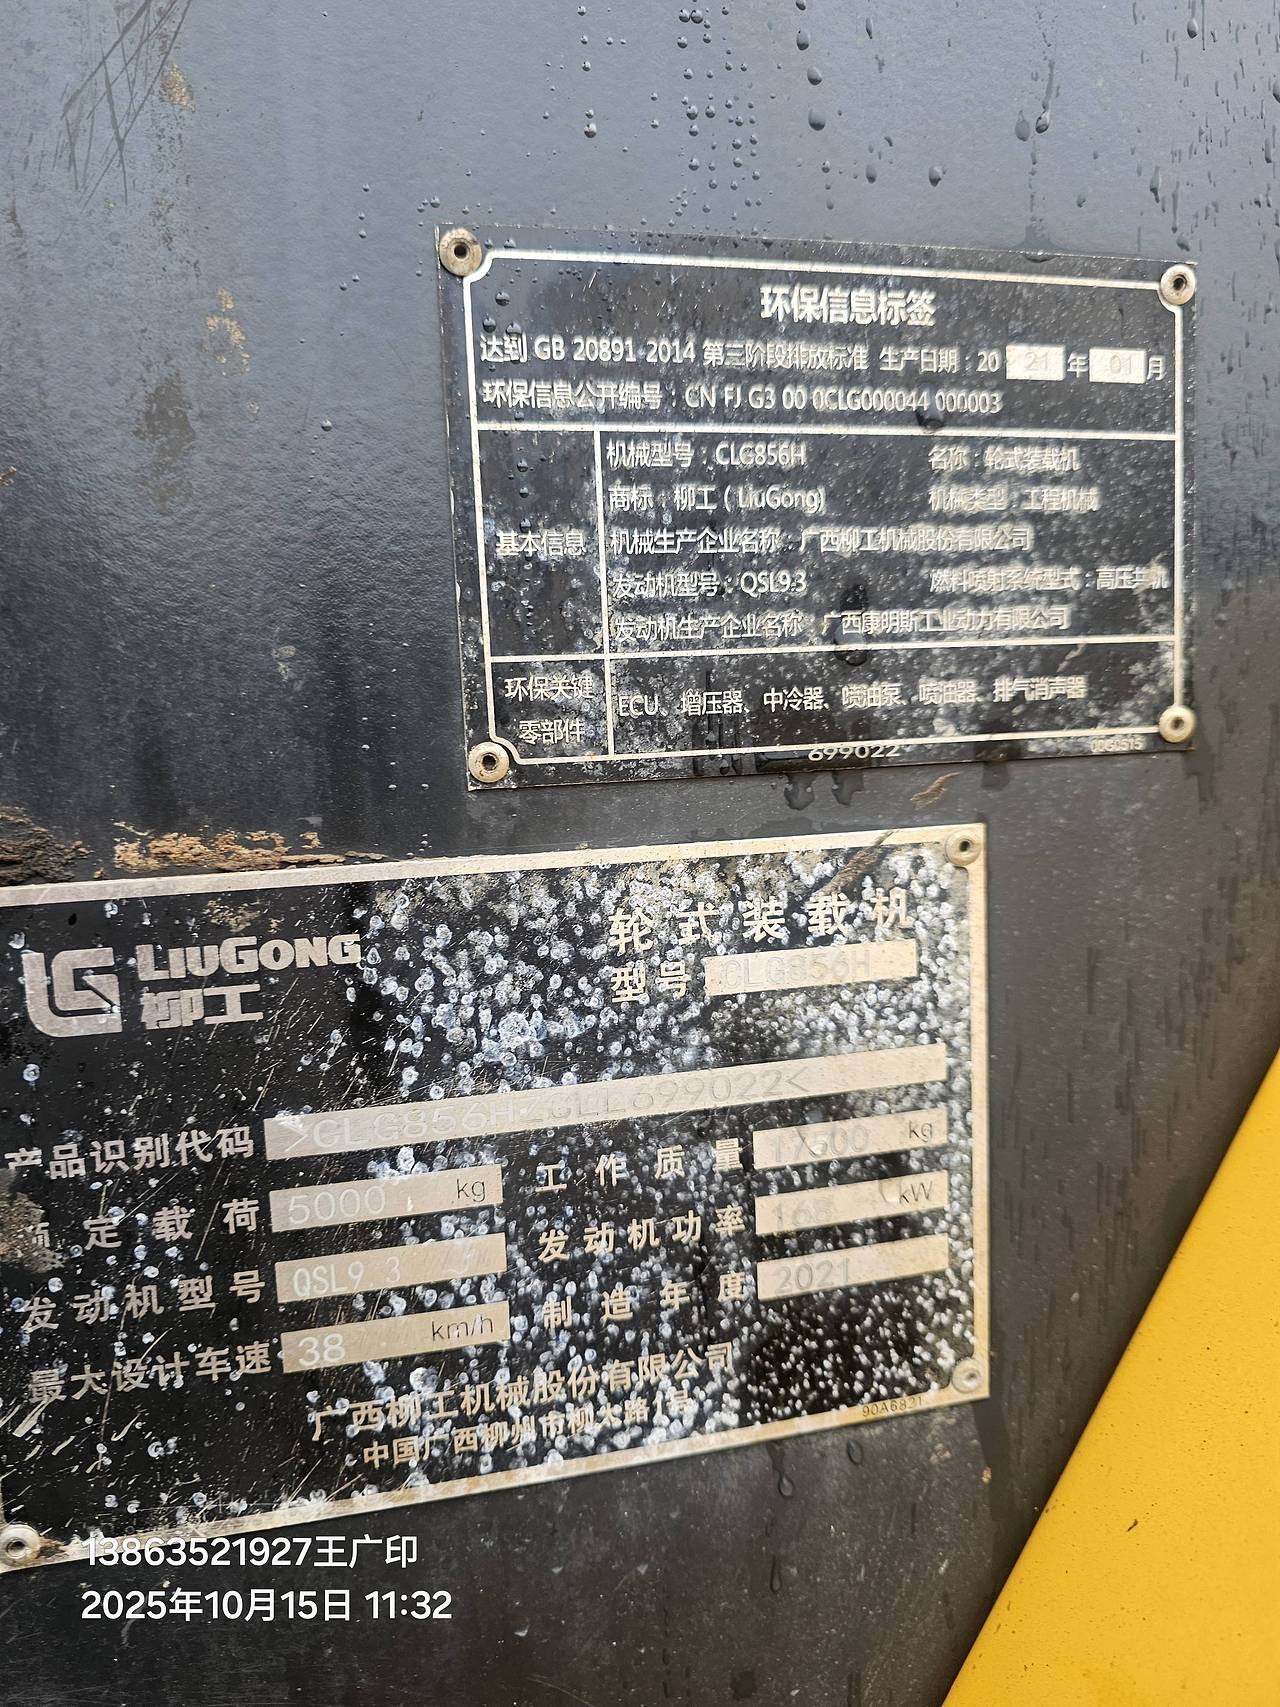 环保信息标签
达到 GB 20891-2014 第三阶段排放标准 生产日期：20 21 年 01 月
环保信息公开编号：CN FJ G3 00 0CLG000044 000003
基本信息
机械型号：CLG856H 名称：轮式装载机
商标：柳工（LiuGong） 机械类型：工程机械
机械生产企业名称：广西柳工机械股份有限公司
发动机型号：QSL9.3 燃料喷射系统型式：高压共轨
发动机生产企业名称：广西康明斯工业动力有限公司
环保关键
零部件
ECU、增压器、中冷器、喷油泵、喷油器、排气消声器
699022
00G0515
LIUGONG
柳工
轮式装载机
型号 CLG856H
产品识别代码 >CLG856HZCLL699022<
额定载荷 5000 kg 工作质量 17500 kg
发动机型号 QSL9.3 发动机功率 168 kW
最大设计车速 38 km/h 制造年度 2021
广西柳工机械股份有限公司
中国广西柳州市柳太路1号
90A6821
13863521927王广印
2025年10月15日 11:32